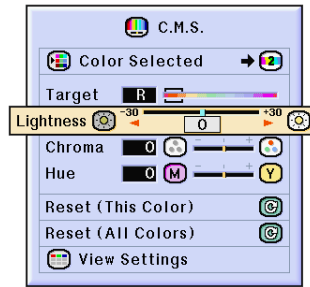 C.M.S.
Color Selected 2
Target R
Lightness -30 0 +30
Chroma 0 - +
Hue 0 M - + Y
Reset (This Color)
Reset (All Colors)
View Settings